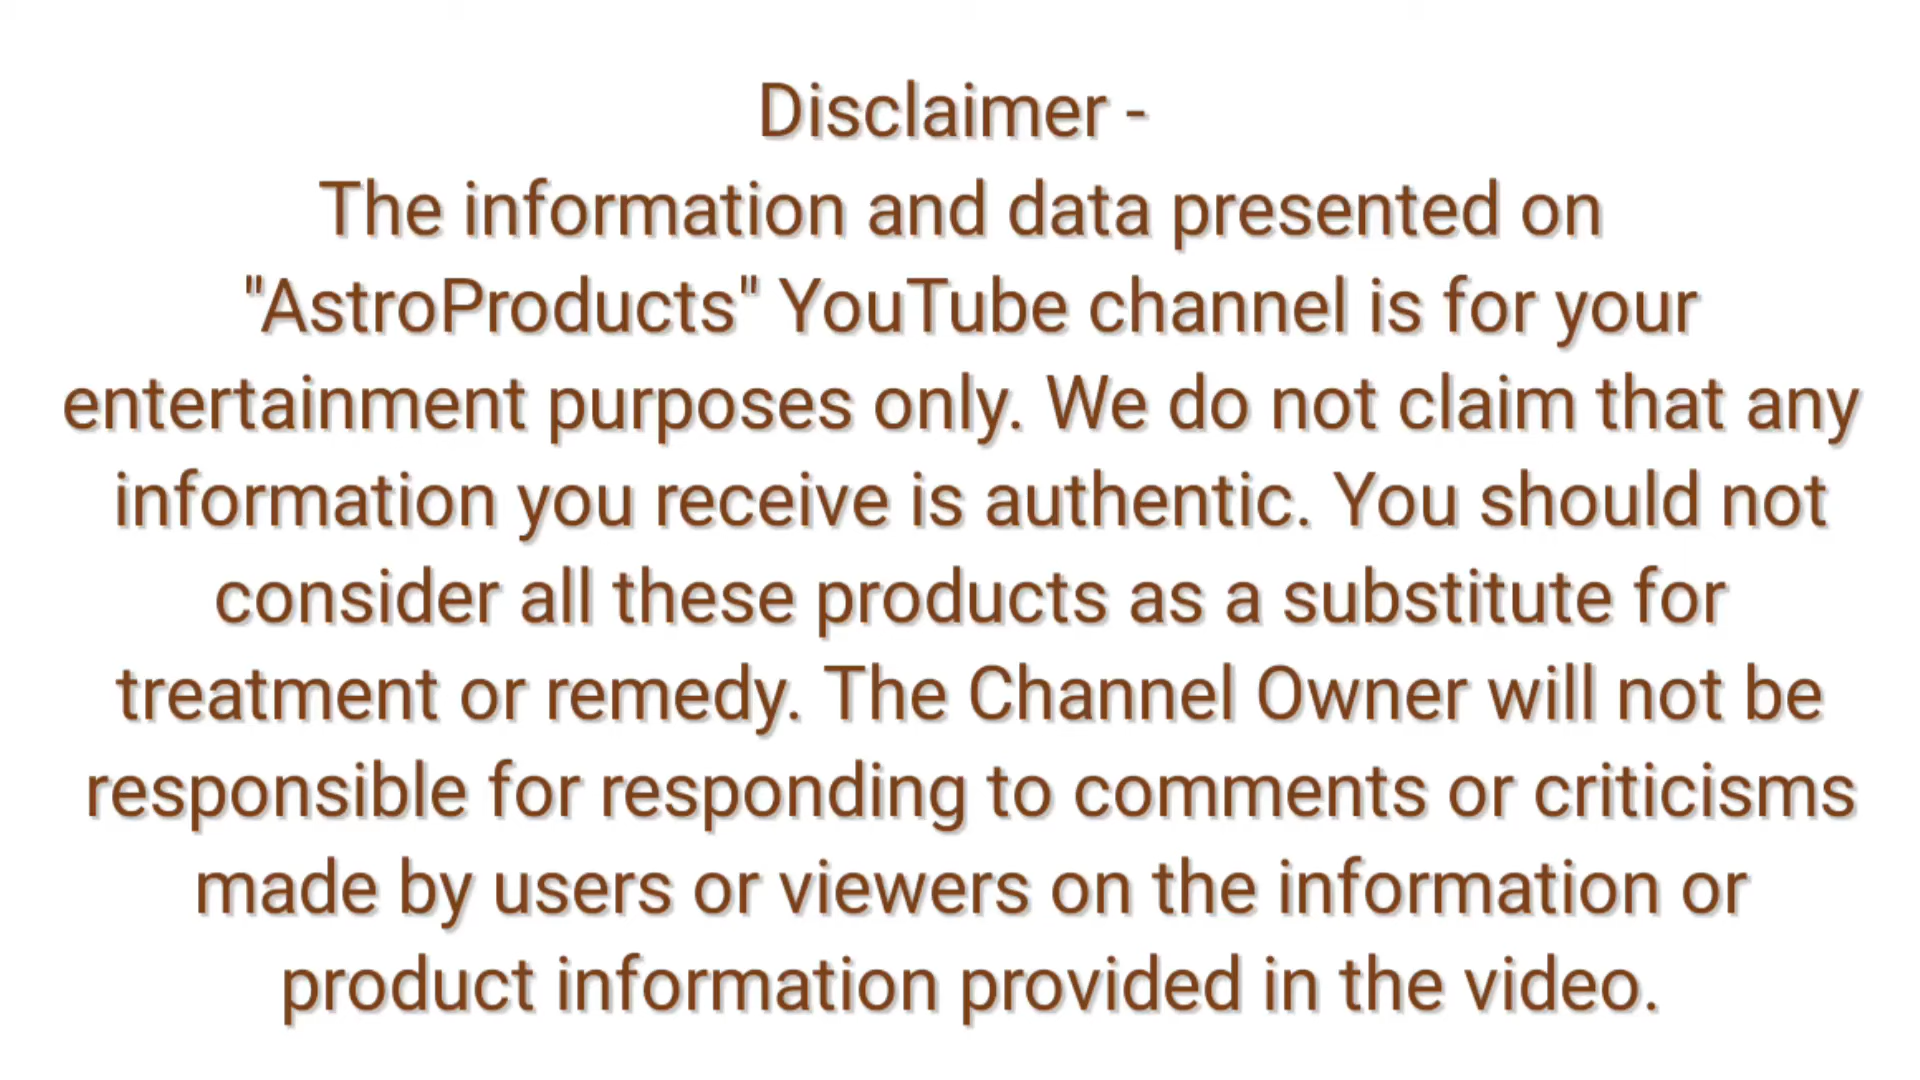 Disclaimer -
The information and data presented on
"AstroProducts" YouTube channel is for your
entertainment purposes only. We do not claim that any
information you receive is authentic. You should not
consider all these products as a substitute for
treatment or remedy. The Channel Owner will not be
responsible for responding to comments or criticisms
made by users or viewers on the information or
product information provided in the video.